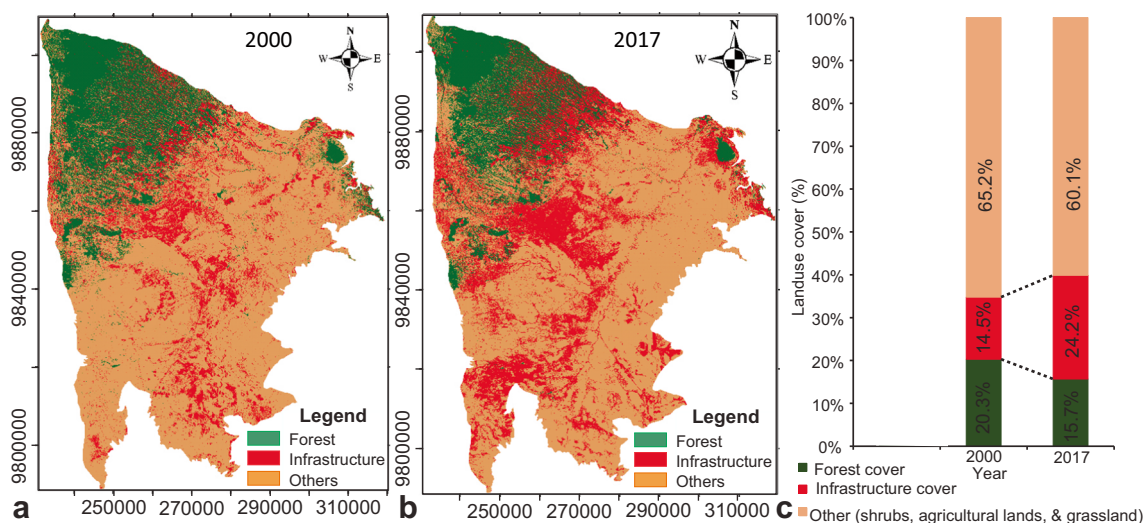 2000
N
W E
S
9880000
9840000
9800000
Legend
Forest
Infrastructure
Others
250000 270000 290000 310000
a
2017
N
W E
S
9880000
9840000
9800000
Legend
Forest
Infrastructure
Others
250000 270000 290000 310000
b
Landuse cover (%)
100%
90%
80%
70%
60%
50%
40%
30%
20%
10%
0%
65.2%
14.5%
20.3%
60.1%
24.2%
15.7%
2000 2017
Year
c
Forest cover
Infrastructure cover
Other (shrubs, agricultural lands, & grassland)